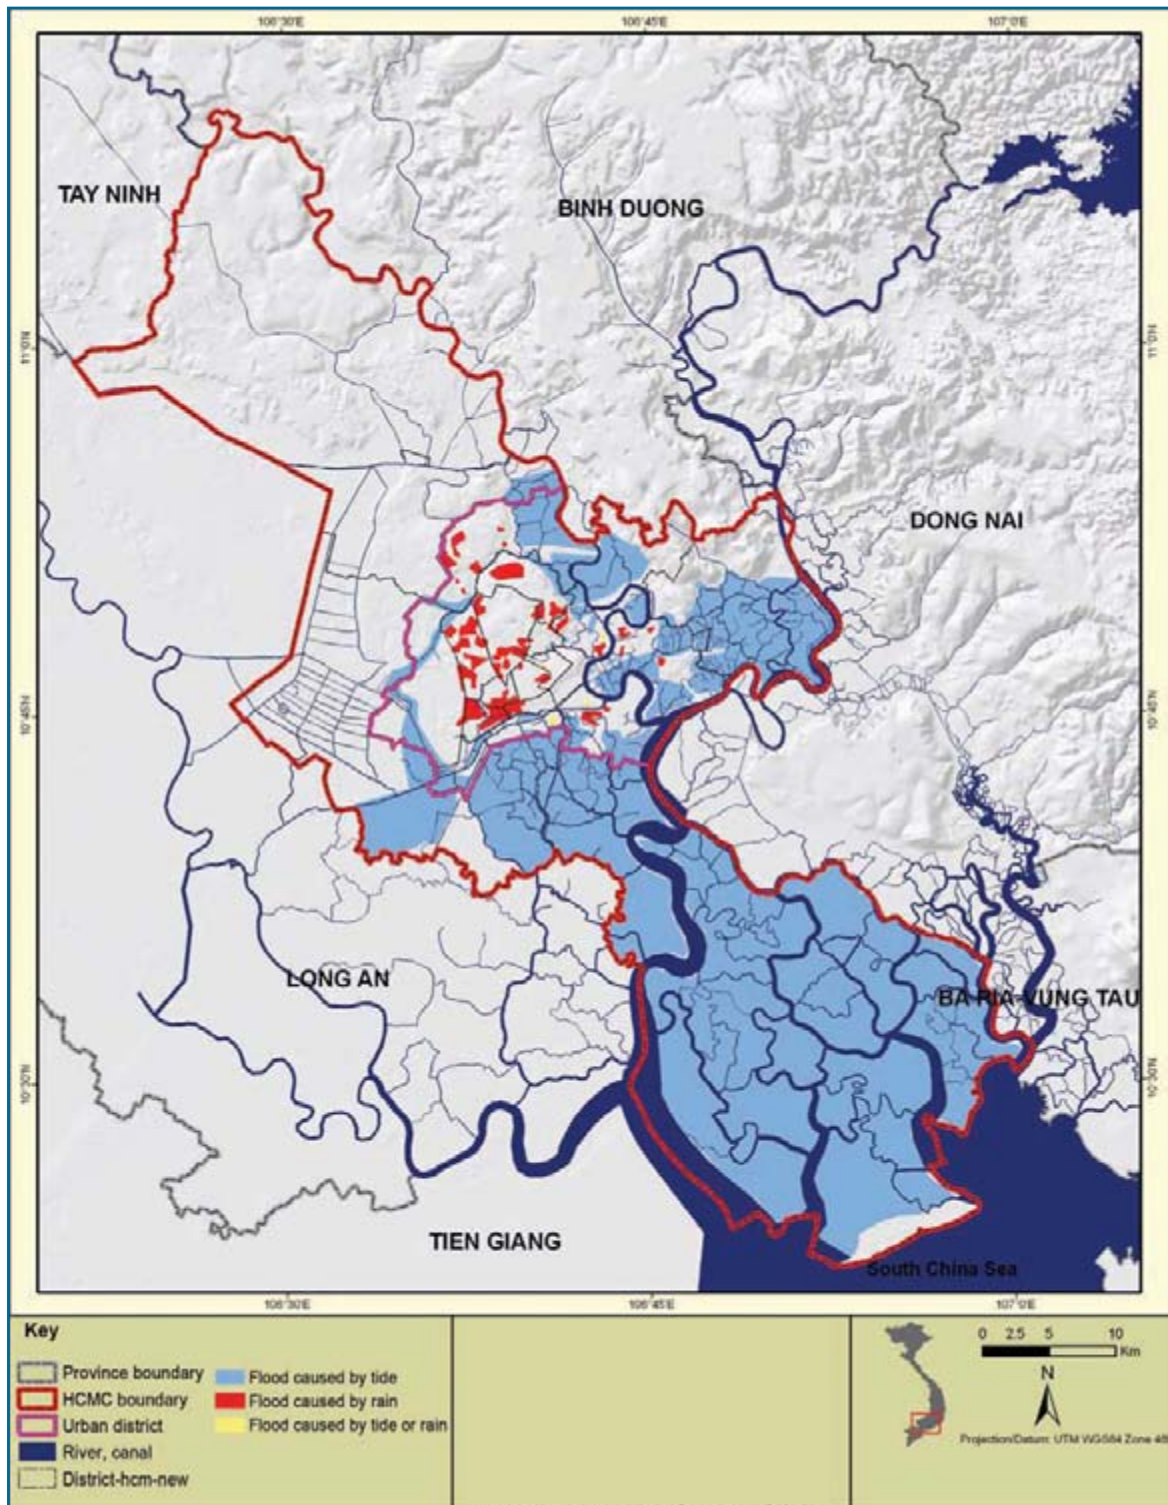 106°30'E 106°45'E 107°0'E
TAY NINH
BINH DUONG
11°0'N 11°0'N
DONG NAI
10°45'N 10°45'N
LONG AN
BA RIA-VUNG TAU
10°30'N 10°30'N
TIEN GIANG
South China Sea
106°30'E 106°45'E 107°0'E
Key
Province boundary
HCMC boundary
Urban district
River, canal
District-hcm-new
Flood caused by tide
Flood caused by rain
Flood caused by tide or rain
0 2.5 5 10
Km
N
Projection/Datum: UTM WGS84 Zone